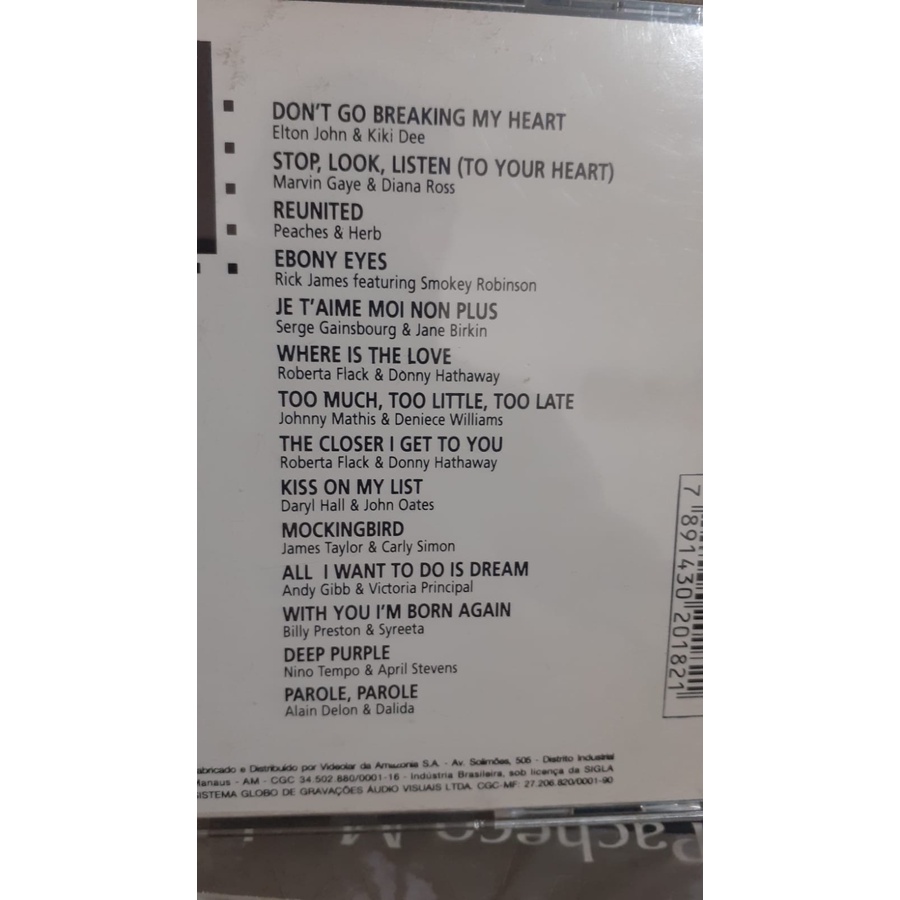 DON'T GO BREAKING MY HEART
Elton John & Kiki Dee
STOP, LOOK, LISTEN (TO YOUR HEART)
Marvin Gaye & Diana Ross
REUNITED
Peaches & Herb
EBONY EYES
Rick James featuring Smokey Robinson
JE T'AIME MOI NON PLUS
Serge Gainsbourg & Jane Birkin
WHERE IS THE LOVE
Roberta Flack & Donny Hathaway
TOO MUCH, TOO LITTLE, TOO LATE
Johnny Mathis & Deniece Williams
THE CLOSER I GET TO YOU
Roberta Flack & Donny Hathaway
KISS ON MY LIST
Daryl Hall & John Oates
MOCKINGBIRD
James Taylor & Carly Simon
ALL I WANT TO DO IS DREAM
Andy Gibb & Victoria Principal
WITH YOU I'M BORN AGAIN
Billy Preston & Syreeta
DEEP PURPLE
Nino Tempo & April Stevens
PAROLE, PAROLE
Alain Delon & Dalida
7 891430 201821
abricado e Distribuído por Videolar da Amazonia S.A. - Av. Solimões, 505 - Distrito Industrial
anaus - AM - CGC 34.502.880/0001-16 - Indústria Brasileira, sob licença da SIGLA
ISTEMA GLOBO DE GRAVAÇÕES ÁUDIO VISUAIS LTDA. CGC-MF: 27.206.820/0001-90
Pacheco M